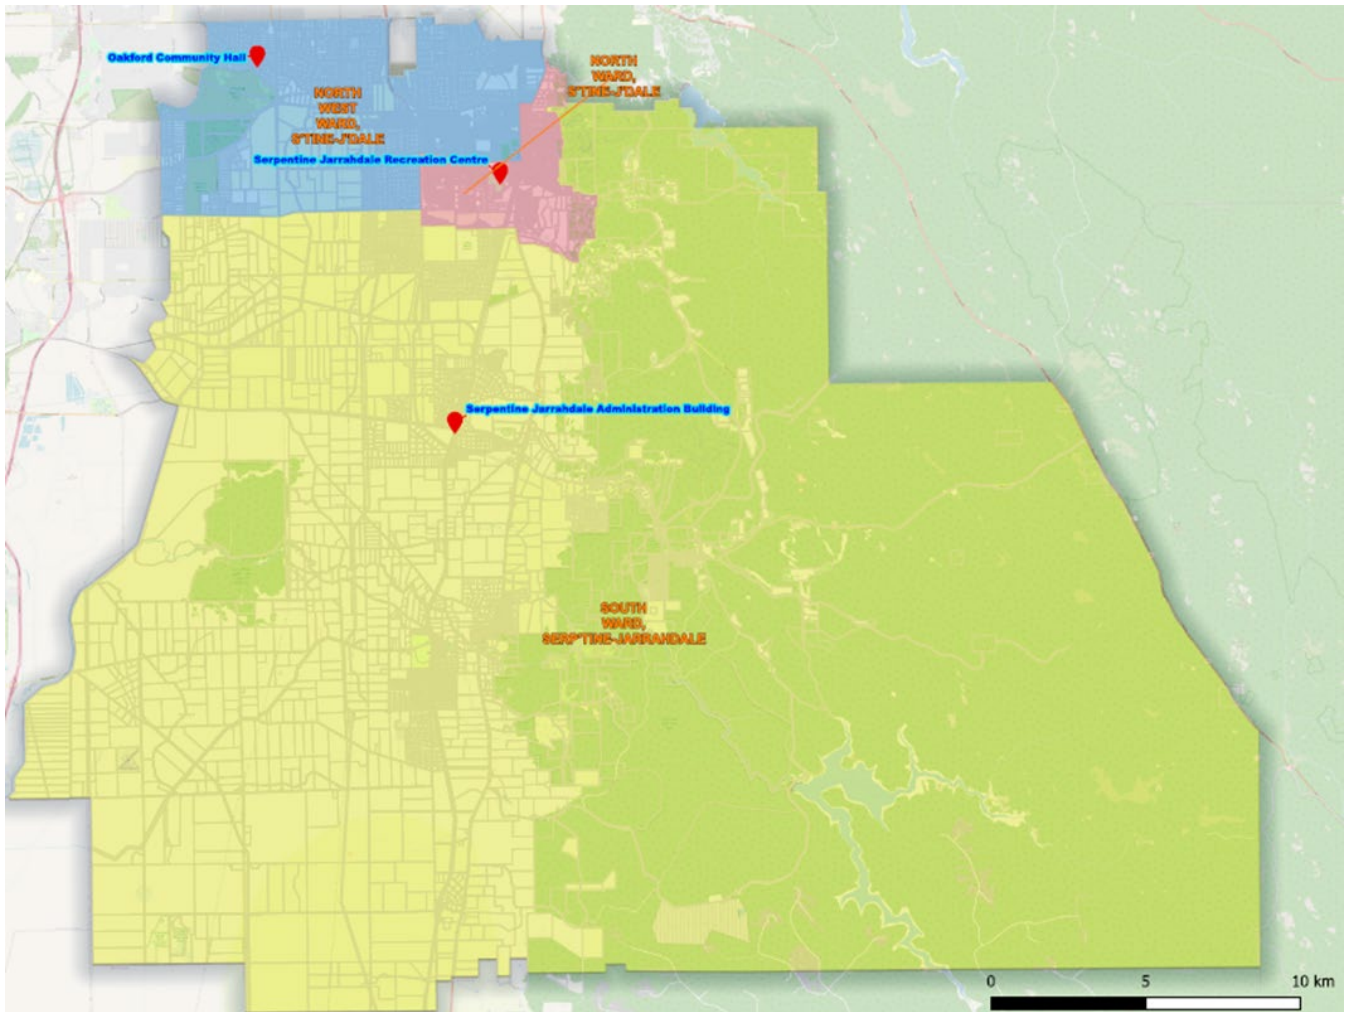 Oakford Community Hall
NORTH
WARD,
S'TINE-J'DALE
NORTH
WEST
WARD,
S'TINE-J'DALE
Serpentine Jarrahdale Recreation Centre
Serpentine Jarrahdale Administration Building
SOUTH
WARD,
SERP'TINE-JARRAHDALE
0 5 10 km